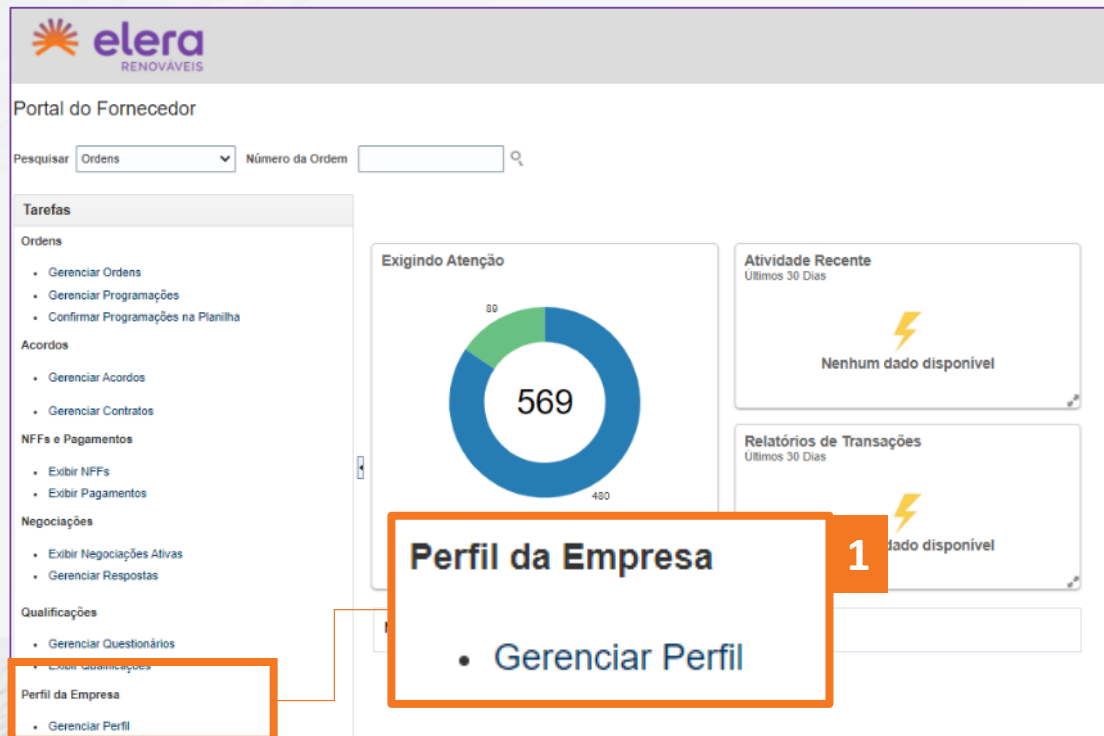 elera
RENOVÁVEIS
Portal do Fornecedor
Pesquisar Ordens Número da Ordem
Tarefas
Ordens
Gerenciar Ordens
Gerenciar Programações
Confirmar Programações na Planilha
Acordos
Gerenciar Acordos
Gerenciar Contratos
NFFs e Pagamentos
Exibir NFFs
Exibir Pagamentos
Negociações
Exibir Negociações Ativas
Gerenciar Respostas
Qualificações
Gerenciar Questionários
Exibir Qualificações
Perfil da Empresa
Gerenciar Perfil
Exigindo Atenção
89
569
480
Atividade Recente
Últimos 30 Dias
Nenhum dado disponível
Relatórios de Transações
Últimos 30 Dias
dado disponível
Perfil da Empresa
1
Gerenciar Perfil